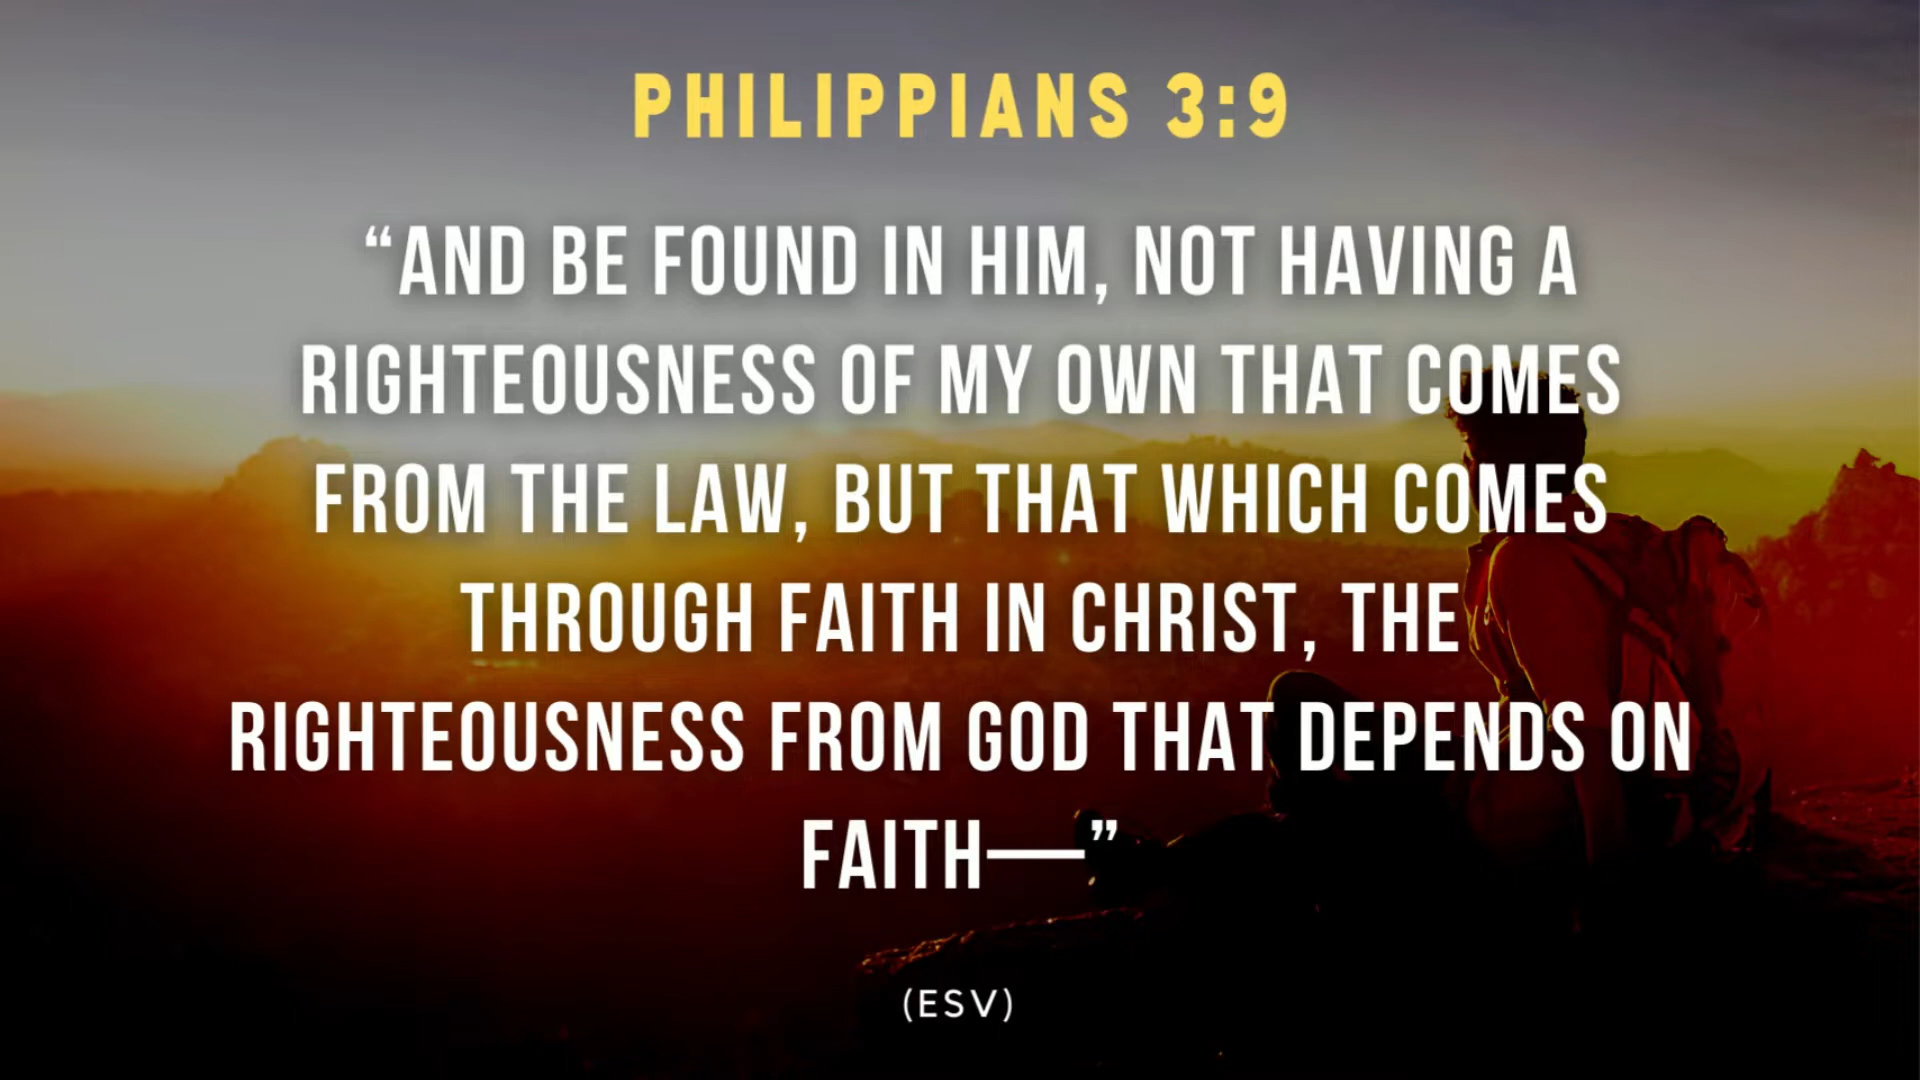 PHILIPPIANS 3:9
“AND BE FOUND IN HIM, NOT HAVING A
RIGHTEOUSNESS OF MY OWN THAT COMES
FROM THE LAW, BUT THAT WHICH COMES
THROUGH FAITH IN CHRIST, THE
RIGHTEOUSNESS FROM GOD THAT DEPENDS ON
FAITH—”
(ESV)